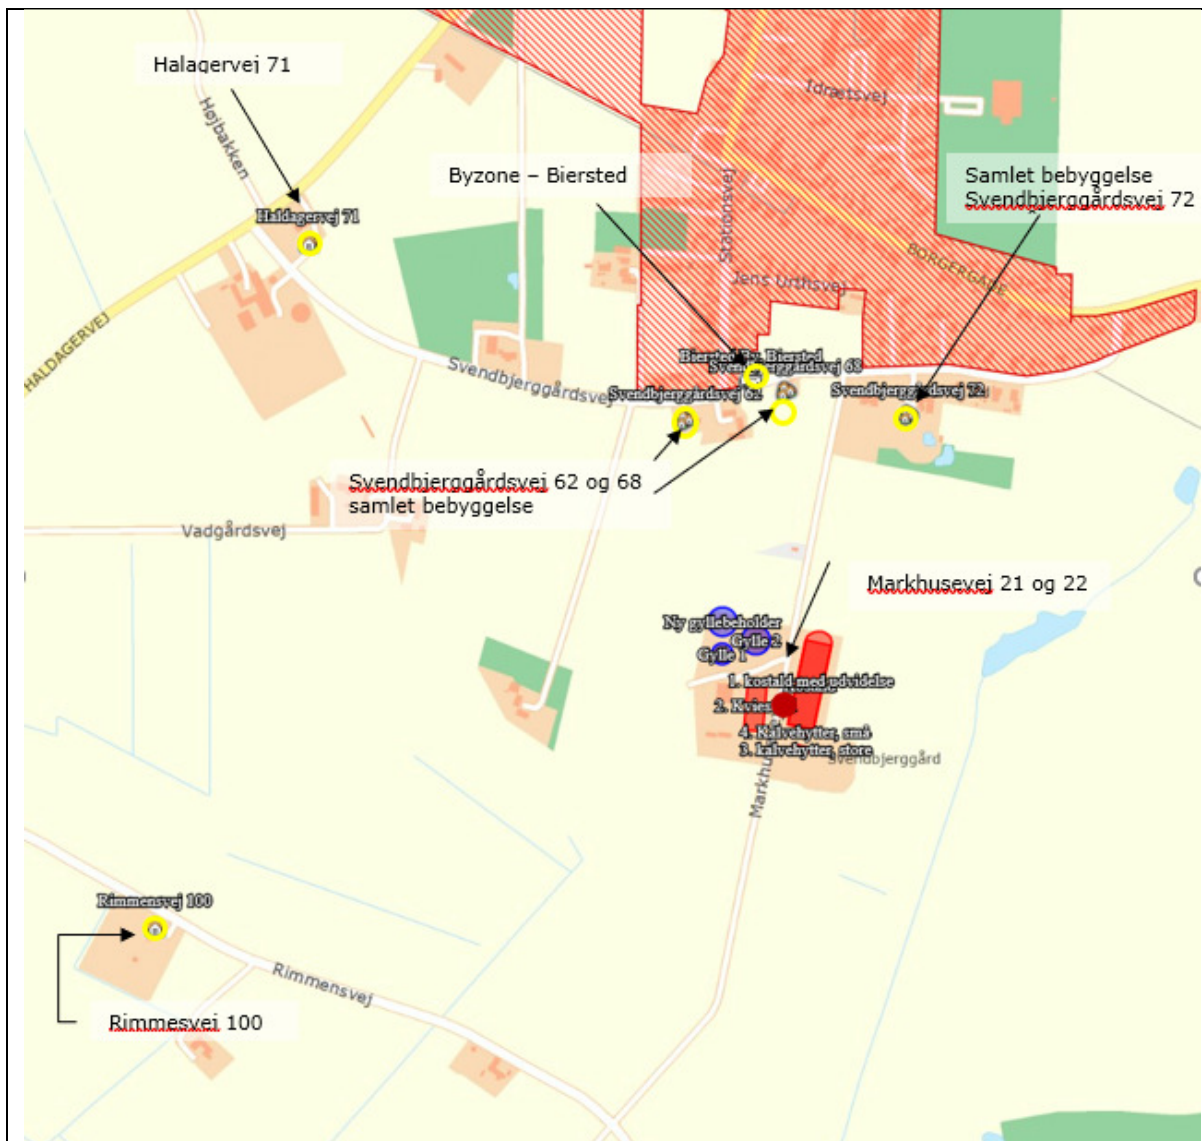 Halagervej 71
Højbakken
Idrætsvej
Byzone – Biersted
Samlet bebyggelse
Svendbjerggårdsvej 72
Haldagervej 71
Stationsvej
BORGERGADE
Jens Urthsvej
HALDAGERVEJ
Biersted By, Biersted
Svendbjerggårdsvej 68
Svendbjerggårdsvej
Svendbjerggårdsvej 62
Svendbjerggårdsvej 72
Svendbjerggårdsvej 62 og 68
samlet bebyggelse
Vadgårdsvej
Markhusevej 21 og 22
Ny gyllebeholder
Gylle 2
Gylle 1
1. kostald med udvidelse
2. Kvies
4. Kalvehytter, små
3. kalvehytter, store
Svendbjerggård
Markhu
Rimmensvej 100
Rimmensvej
Rimmesvej 100